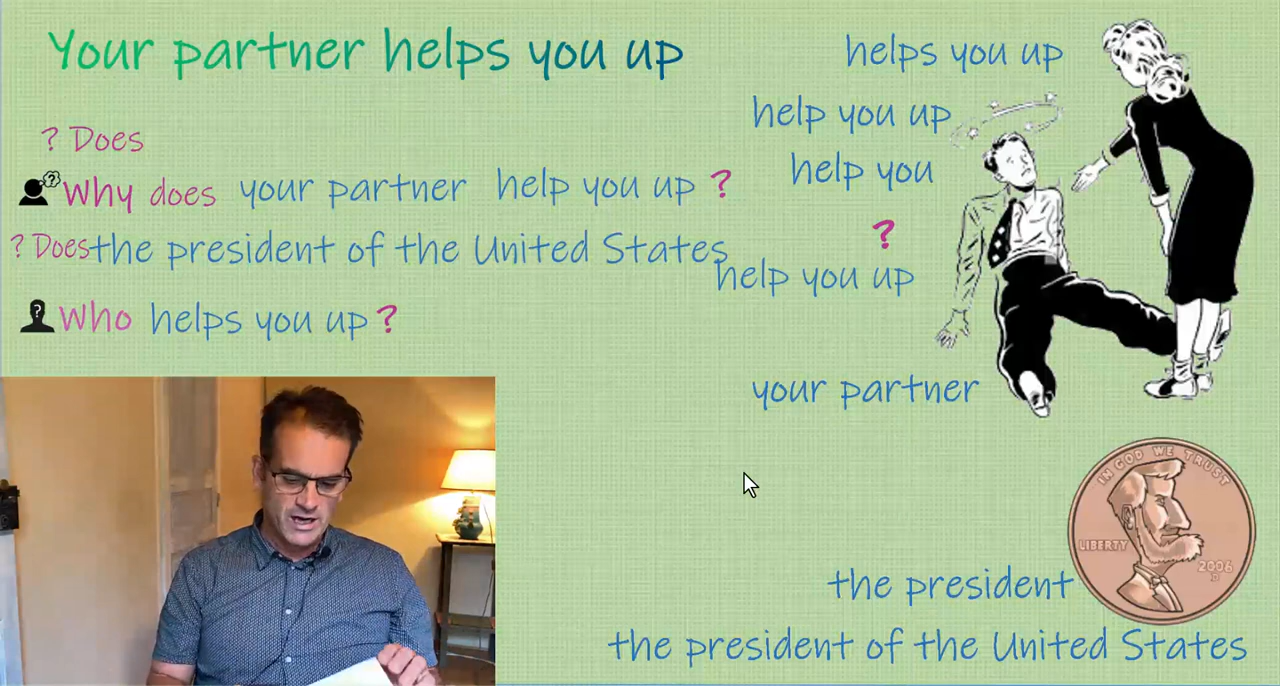 Your partner helps you up
? Does
Why does your partner help you up ?
? Does the president of the United States help you up ?
Who helps you up ?
helps you up
help you up
help you
your partner
IN GOD WE TRUST
LIBERTY
2006
D
the president
the president of the United States